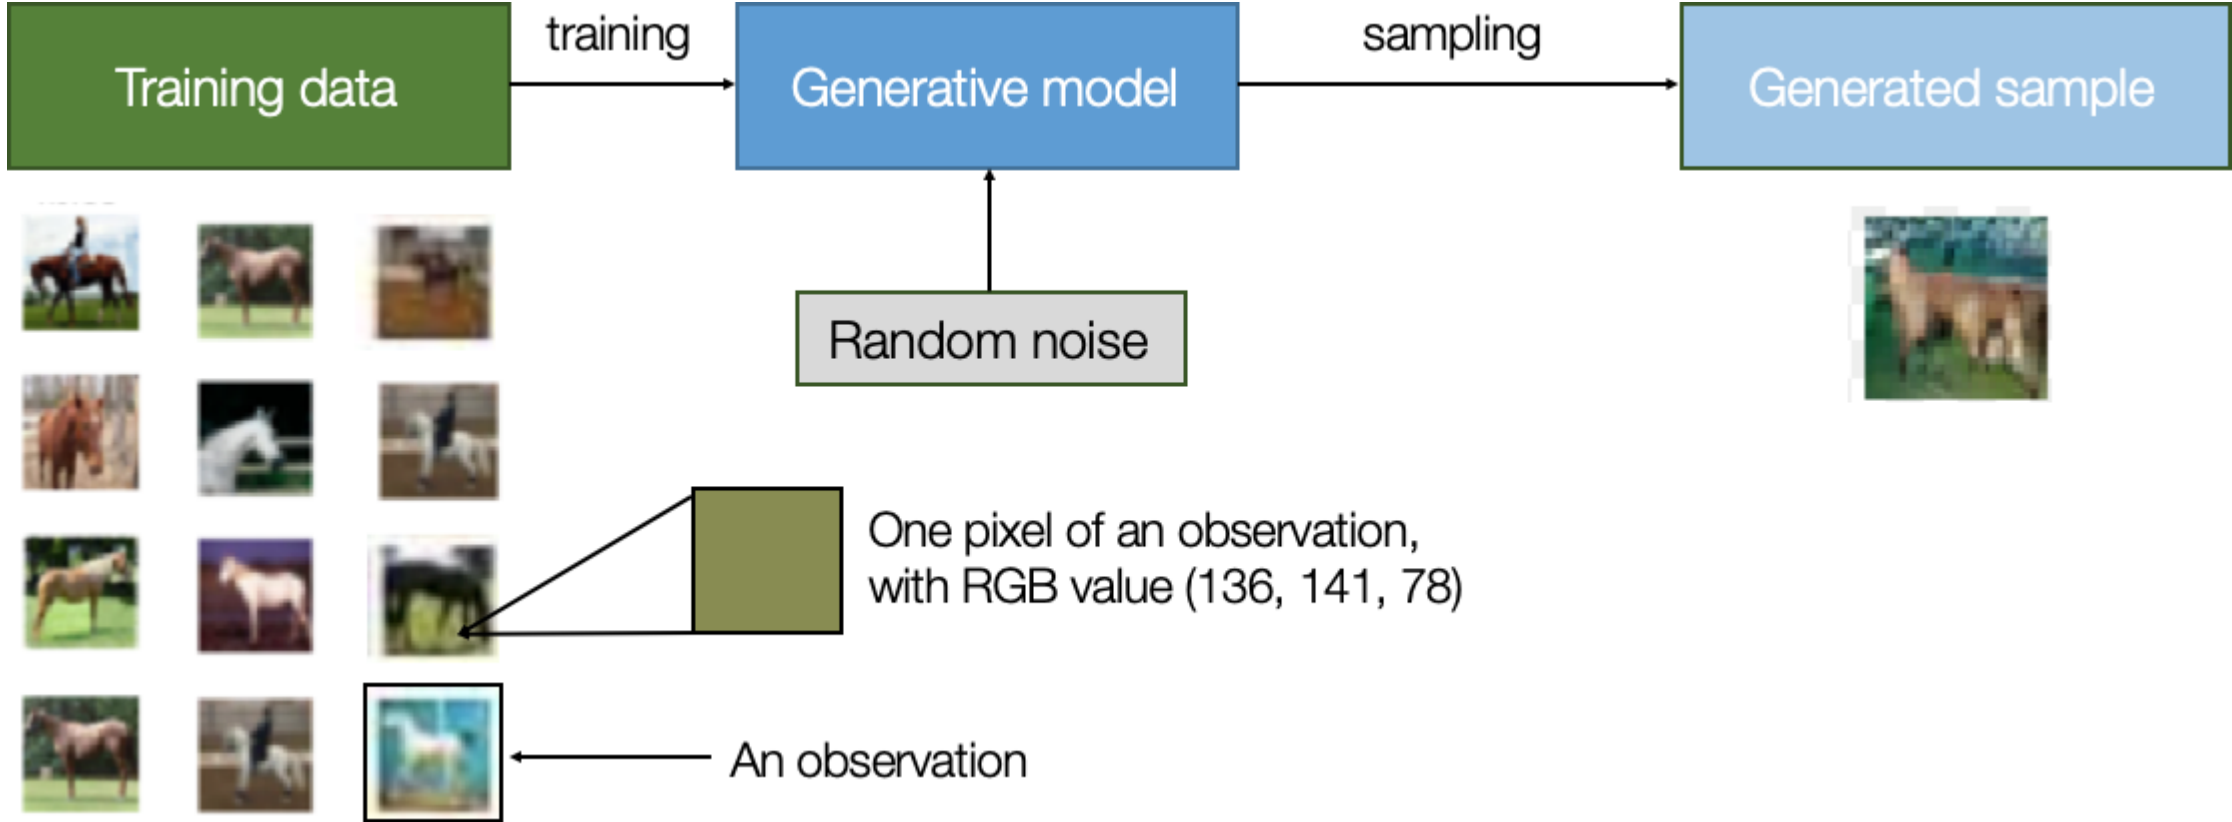 training
sampling
Training data
Generative model
Generated sample
Random noise
One pixel of an observation,
with RGB value (136, 141, 78)
An observation